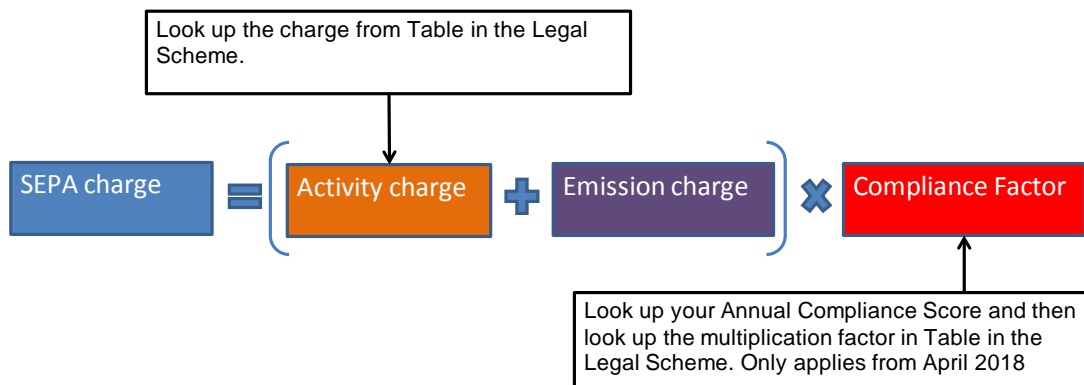 Look up the charge from Table in the Legal
Scheme.
SEPA charge = ( Activity charge + Emission charge ) × Compliance Factor
Look up your Annual Compliance Score and then
look up the multiplication factor in Table in the
Legal Scheme. Only applies from April 2018